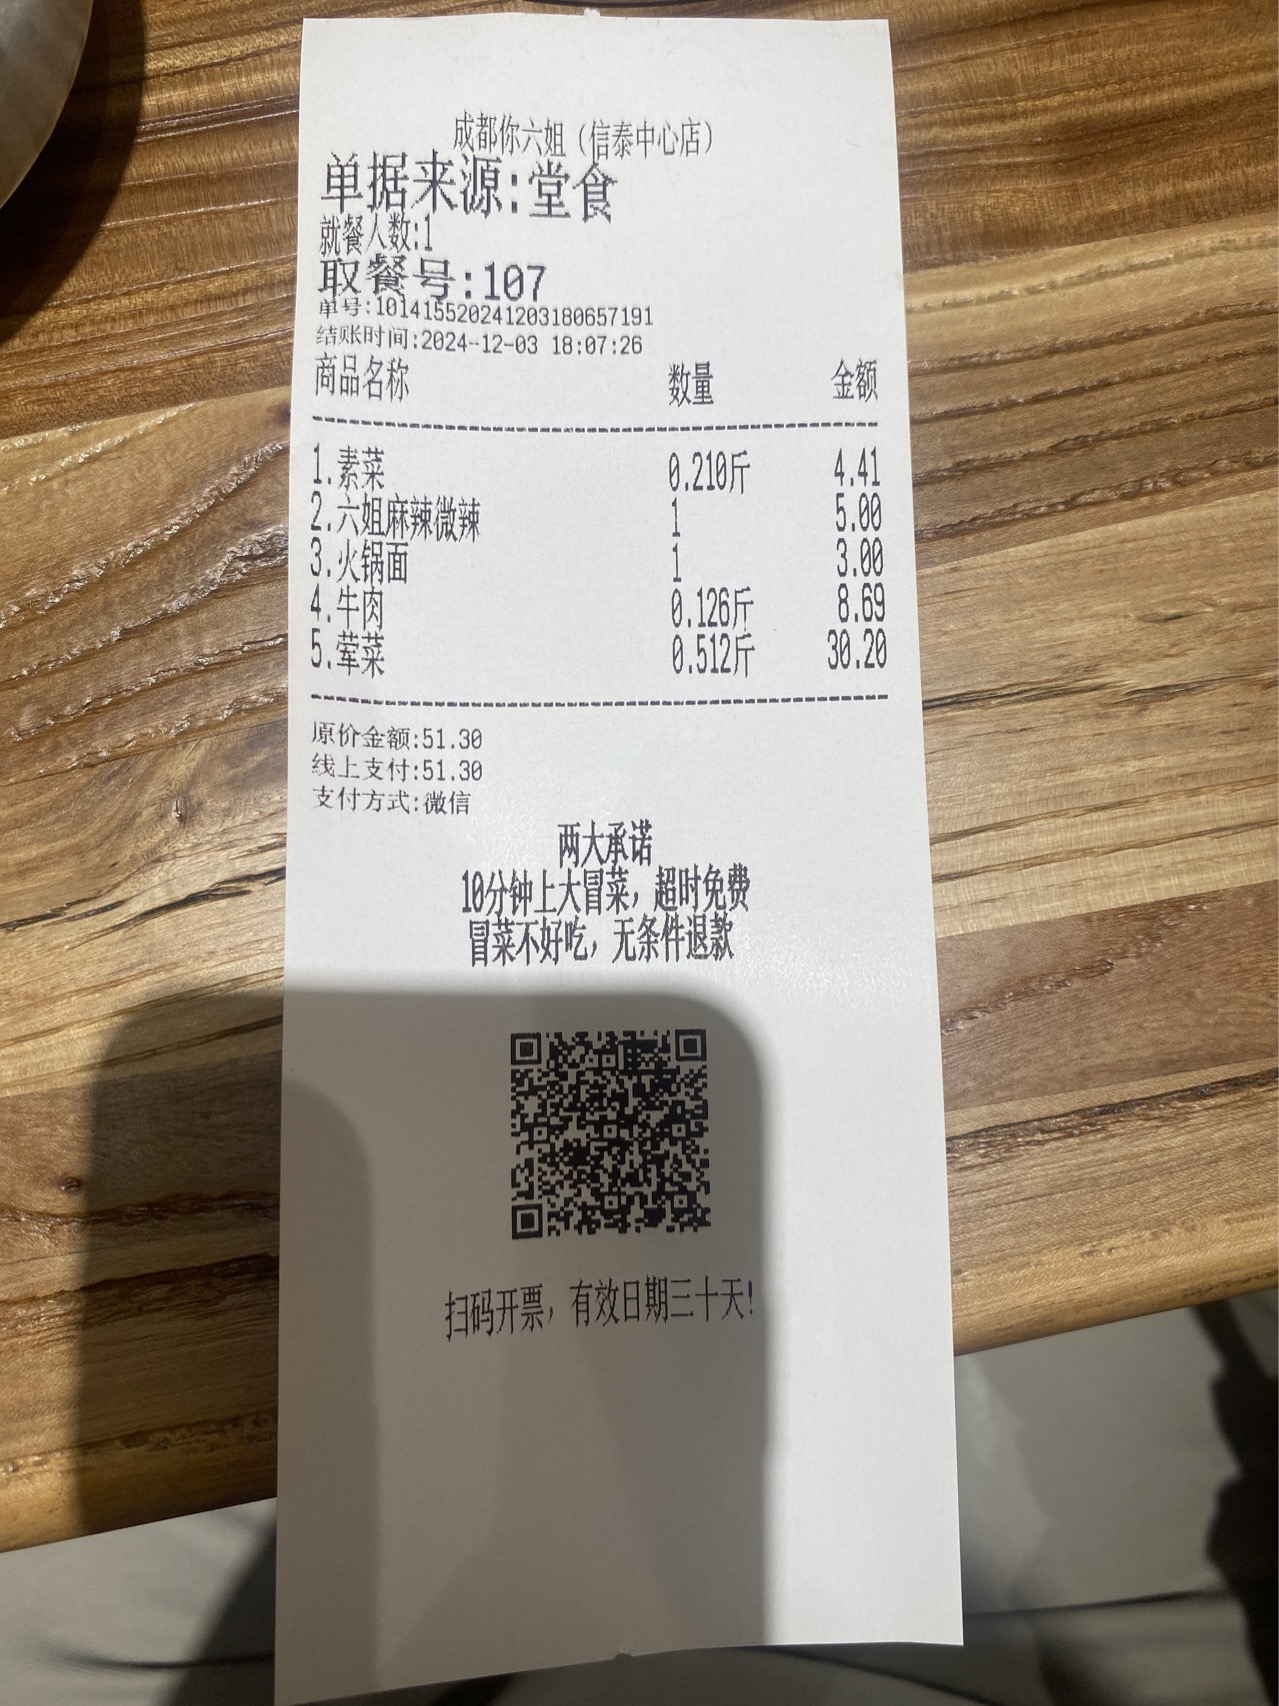 成都你六姐（信泰中心店）
单据来源:堂食
就餐人数:1
取餐号:107
单号:10141552024120318065719​1
结账时间:2024-12-03 18:07:26
商品名称 数量 金额
1.素菜 0.210斤 4.41
2.六姐麻辣微辣 1 5.00
3.火锅面 1 3.00
4.牛肉 0.126斤 8.69
5.荤菜 0.512斤 30.20
原价金额:51.30
线上支付:51.30
支付方式:微信
两大承诺
10分钟上大冒菜，超时免费
冒菜不好吃，无条件退款
扫码开票，有效日期三十天!